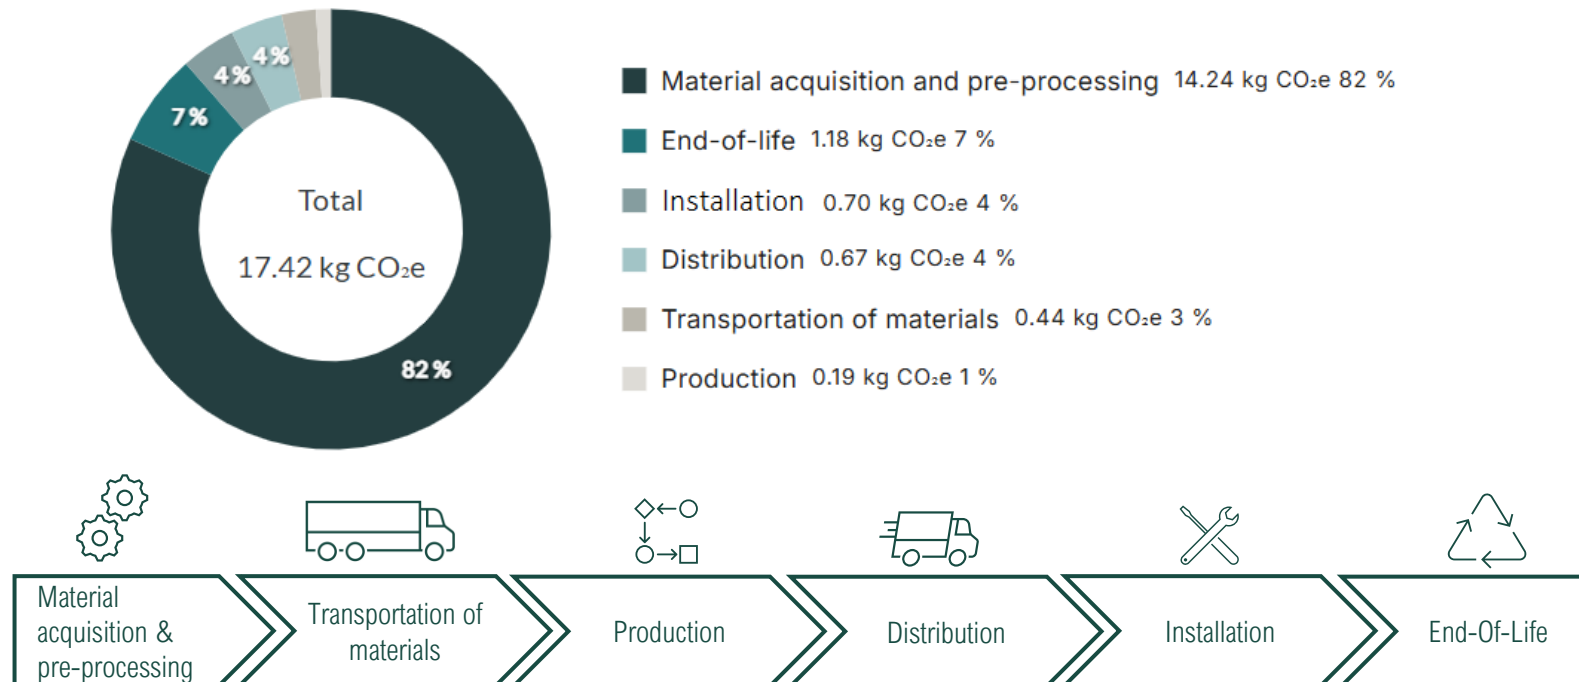 4%
4%
7%
82%
Total
17.42 kg CO₂e
Material acquisition and pre-processing 14.24 kg CO₂e 82 %
End-of-life 1.18 kg CO₂e 7 %
Installation 0.70 kg CO₂e 4 %
Distribution 0.67 kg CO₂e 4 %
Transportation of materials 0.44 kg CO₂e 3 %
Production 0.19 kg CO₂e 1 %
Material
acquisition &
pre-processing
Transportation of
materials
Production
Distribution
Installation
End-Of-Life